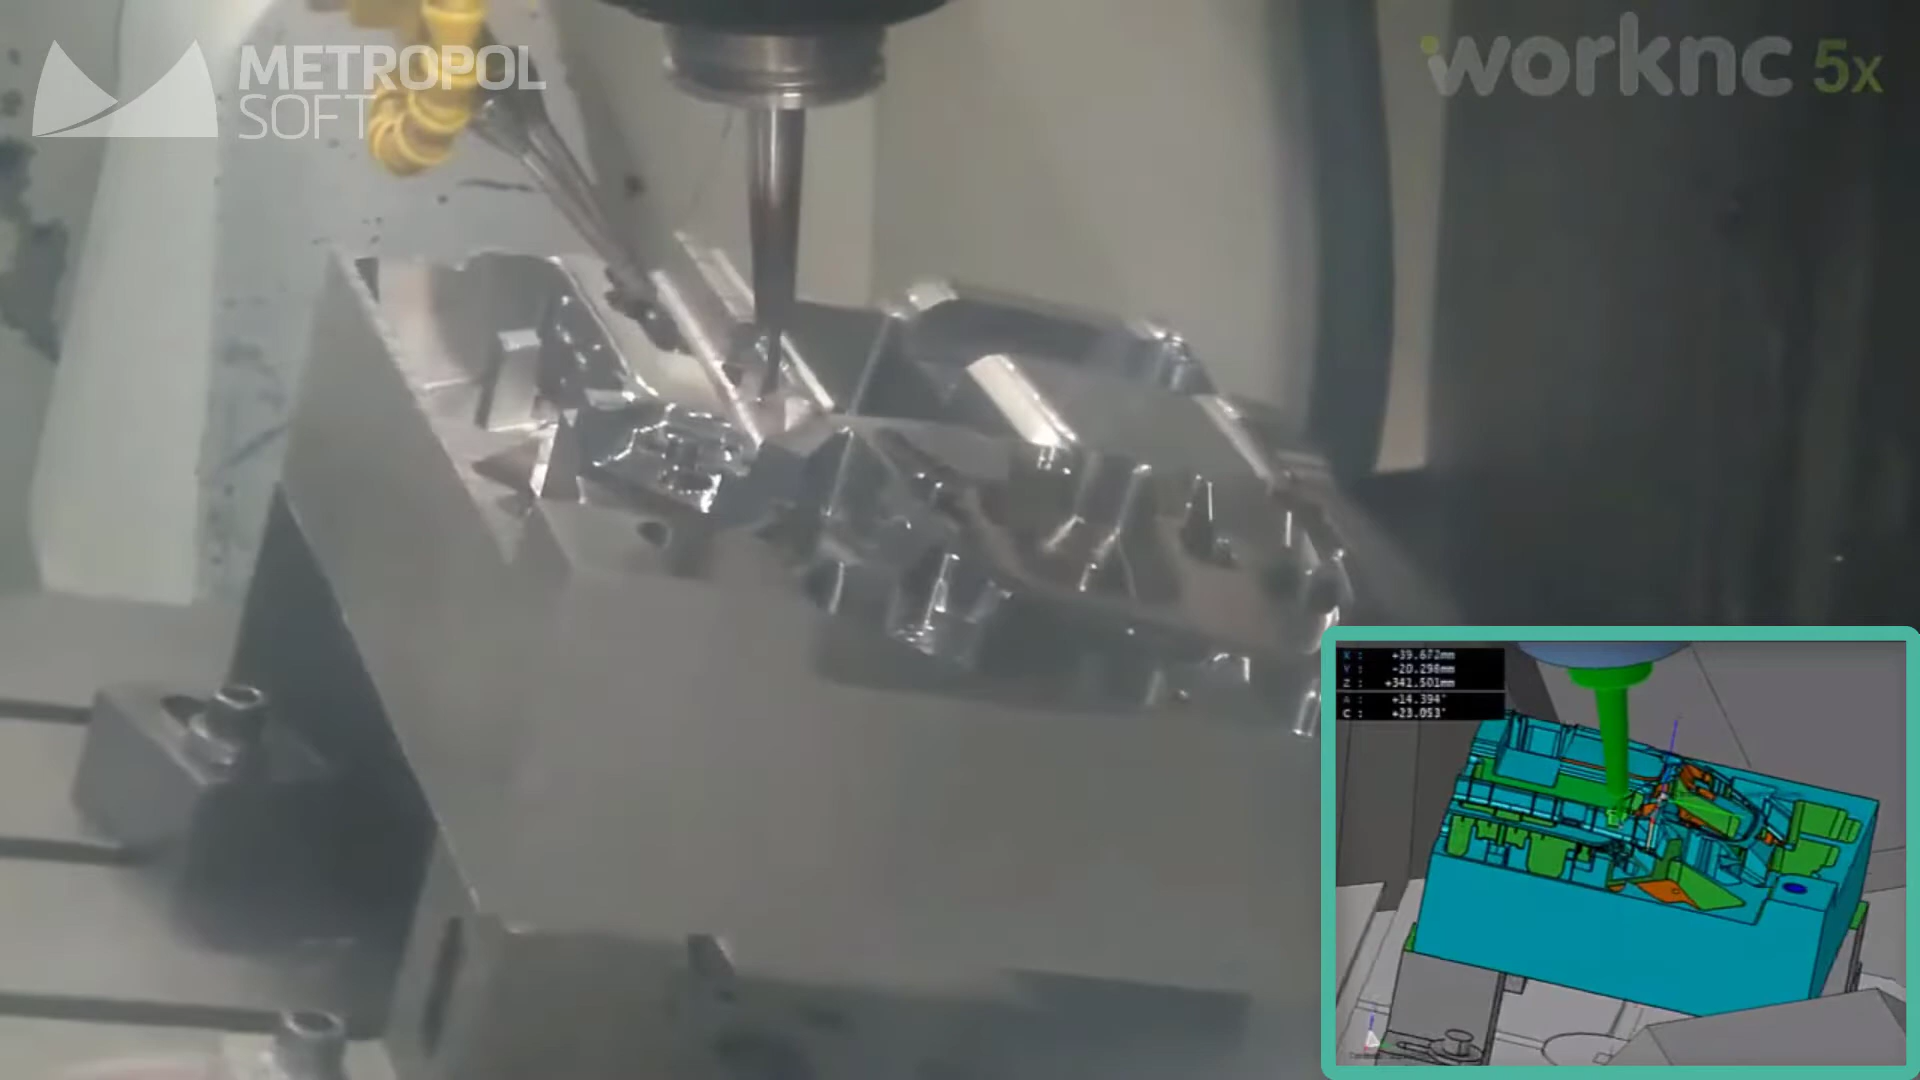 METROPOL
SOFT
worknc 5x
X : +39.672mm
Y : -20.298mm
Z : +341.501mm
A : +14.394°
C : +23.053°